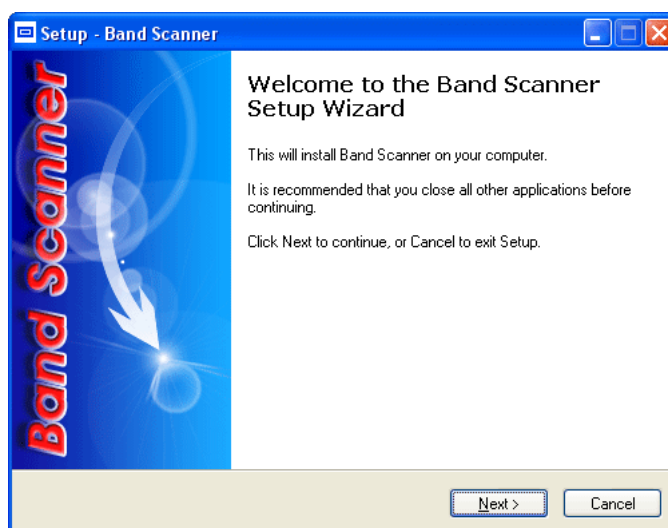 Setup - Band Scanner
Band Scanner
Welcome to the Band Scanner
Setup Wizard
This will install Band Scanner on your computer.
It is recommended that you close all other applications before
continuing.
Click Next to continue, or Cancel to exit Setup.
Next >
Cancel